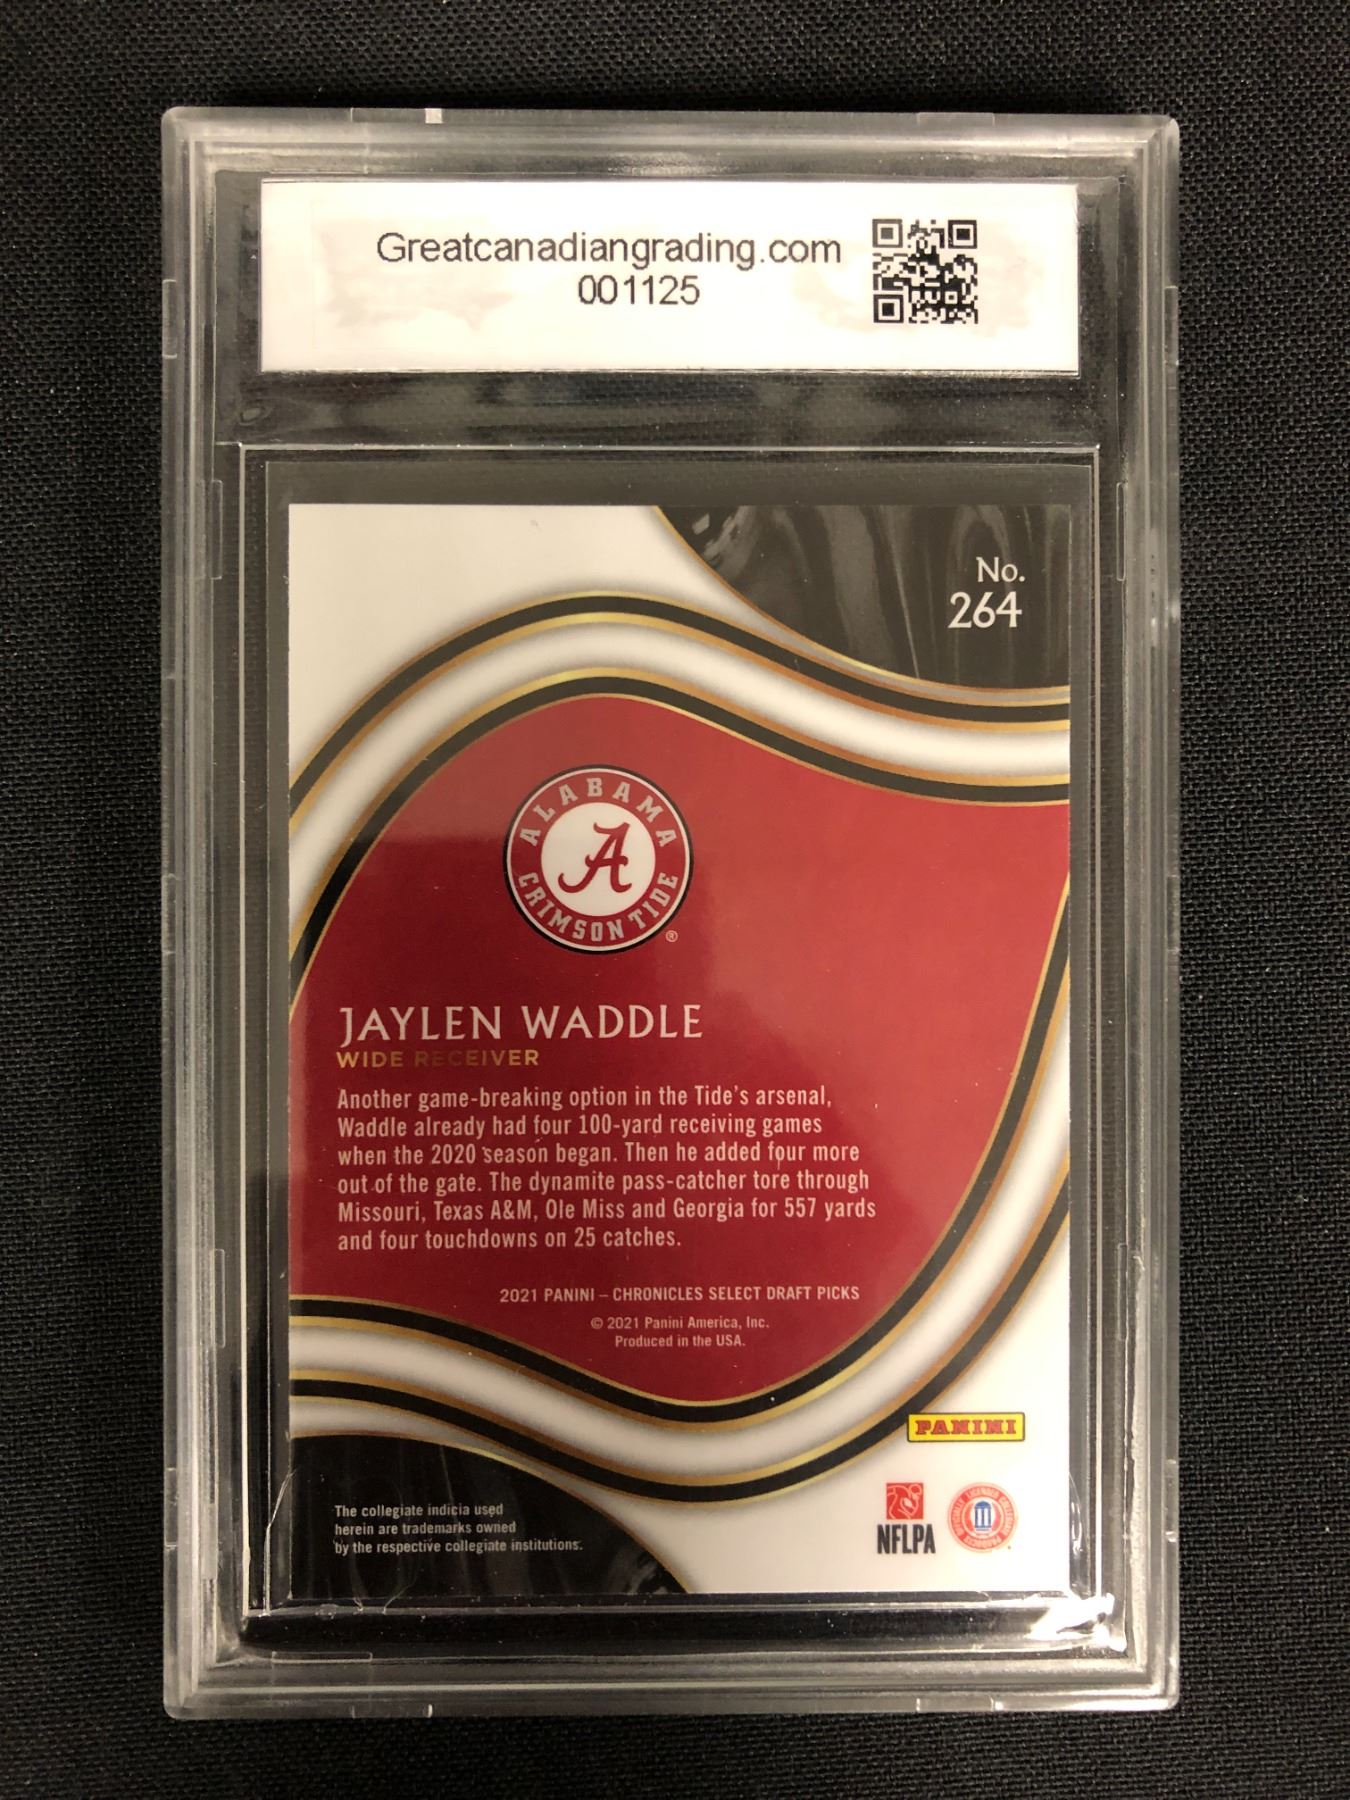 Greatcanadiangrading.com
001125
No.
264
ALABAMA
A
CRIMSON TIDE
®
JAYLEN WADDLE
WIDE RECEIVER
Another game-breaking option in the Tide's arsenal,
Waddle already had four 100-yard receiving games
when the 2020 season began. Then he added four more
out of the gate. The dynamite pass-catcher tore through
Missouri, Texas A&M, Ole Miss and Georgia for 557 yards
and four touchdowns on 25 catches.
2021 PANINI – CHRONICLES SELECT DRAFT PICKS
© 2021 Panini America, Inc.
Produced in the USA.
PANINI
The collegiate indicia used
herein are trademarks owned
by the respective collegiate institutions.
NFLPA
OFFICIALLY LICENSED COLLEGIATE PRODUCTS